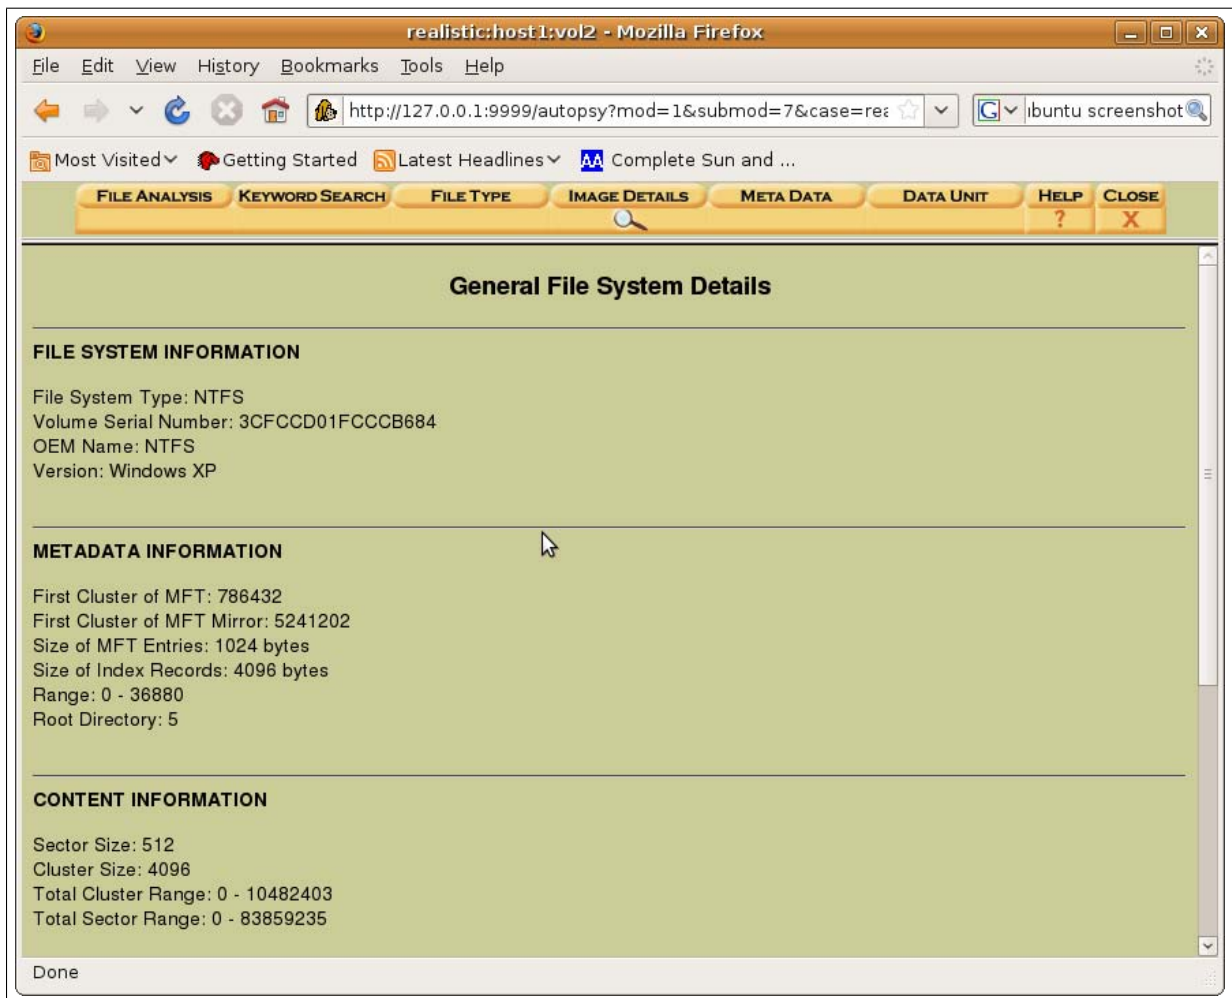 realistic:host1:vol2 - Mozilla Firefox
File Edit View History Bookmarks Tools Help
http://127.0.0.1:9999/autopsy?mod=1&submod=7&case=rea
G ibuntu screenshot
Most Visited Getting Started Latest Headlines AA Complete Sun and ...
FILE ANALYSIS KEYWORD SEARCH FILE TYPE IMAGE DETAILS META DATA DATA UNIT HELP CLOSE
? X
General File System Details
FILE SYSTEM INFORMATION
File System Type: NTFS
Volume Serial Number: 3CFCCD01FCCCB684
OEM Name: NTFS
Version: Windows XP
METADATA INFORMATION
First Cluster of MFT: 786432
First Cluster of MFT Mirror: 5241202
Size of MFT Entries: 1024 bytes
Size of Index Records: 4096 bytes
Range: 0 - 36880
Root Directory: 5
CONTENT INFORMATION
Sector Size: 512
Cluster Size: 4096
Total Cluster Range: 0 - 10482403
Total Sector Range: 0 - 83859235
Done